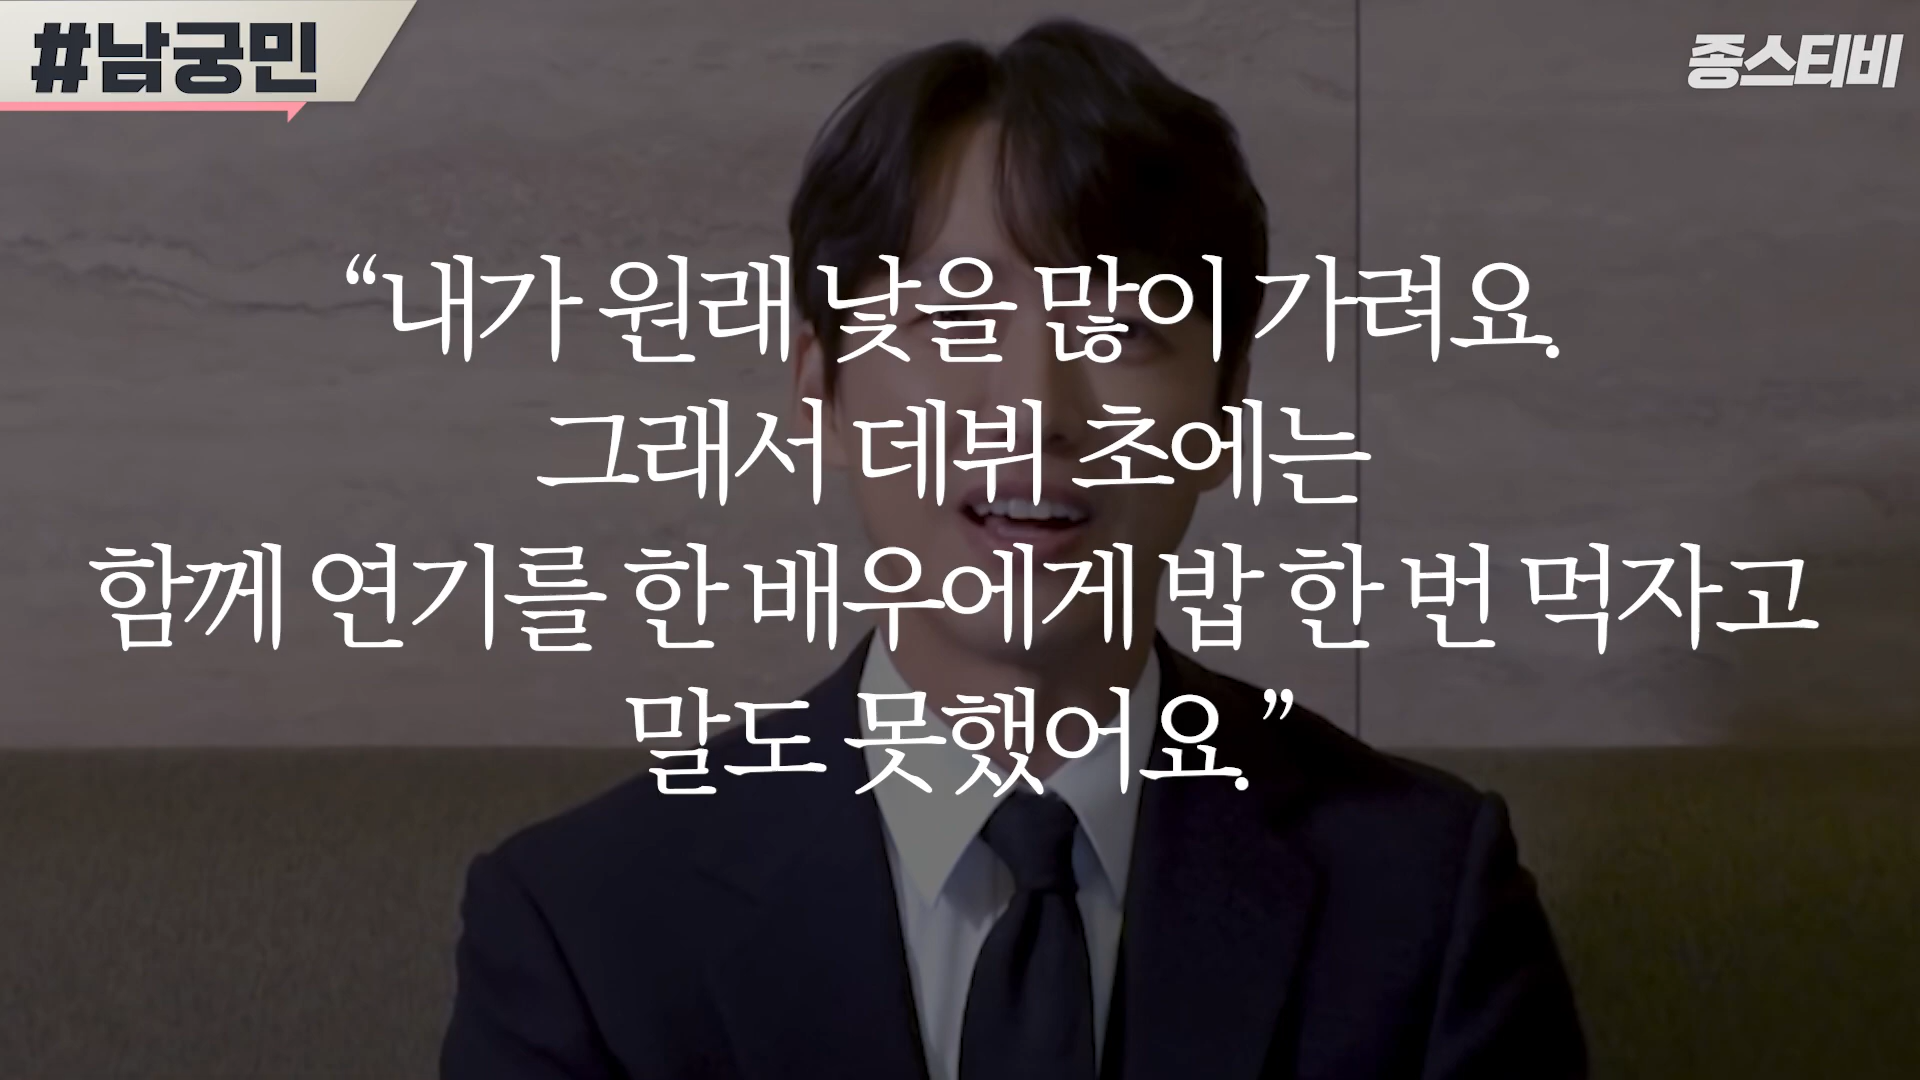 #남궁민
종스티비
“내가 원래 낯을 많이 가려요.
그래서 데뷔 초에는
함께 연기를 한 배우에게 밥 한 번 먹자고
말도 못했어요.”